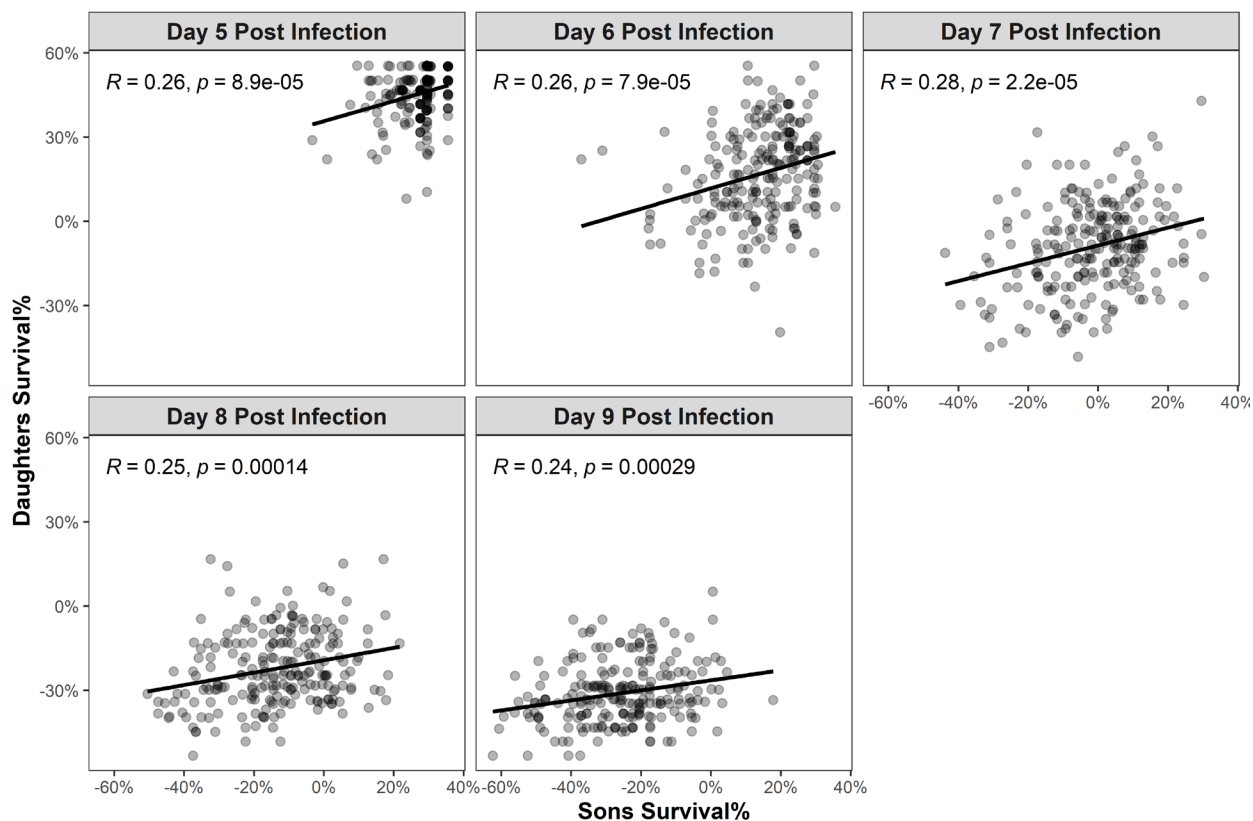 Day 5 Post Infection
Day 6 Post Infection
Day 7 Post Infection
60%
30%
0%
-30%
R = 0.26, p = 8.9e-05
R = 0.26, p = 7.9e-05
R = 0.28, p = 2.2e-05
-60%
-40%
-20%
0%
20%
40%
Day 8 Post Infection
Day 9 Post Infection
60%
30%
0%
-30%
R = 0.25, p = 0.00014
R = 0.24, p = 0.00029
-60%
-40%
-20%
0%
20%
40%
-60%
-40%
-20%
0%
20%
40%
Daughters Survival%
Sons Survival%